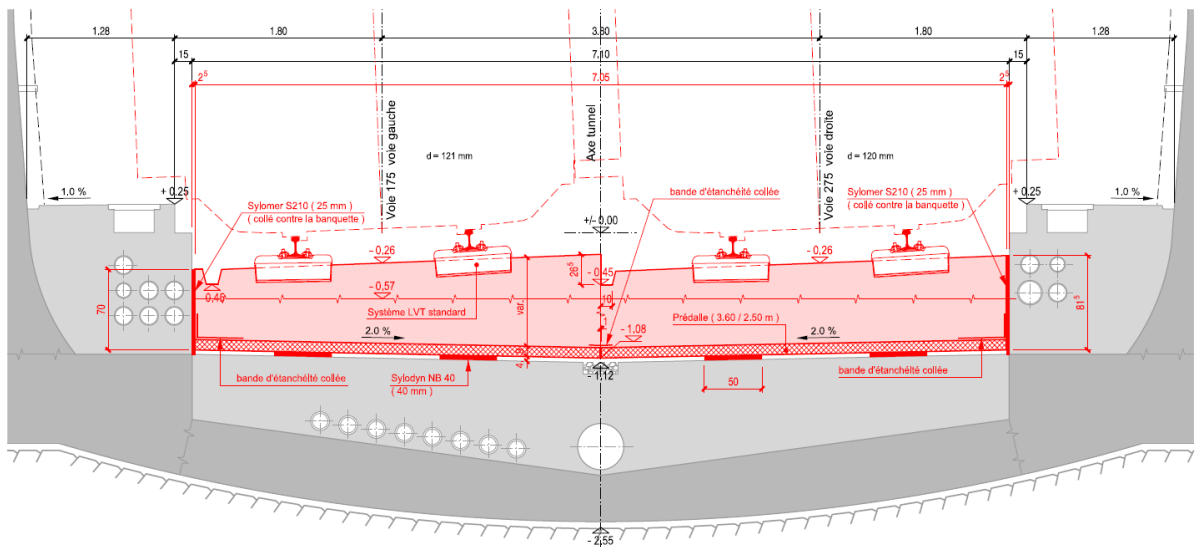 1.28
1.80
3.80
1.80
1.28
15
7.10
15
2⁵
7.05
2⁵
Voie 175 voie gauche
d = 121 mm
Axe tunnel
Voie 275 voie droite
d = 120 mm
bande d'étanchéité collée
1.0 %
+ 0.25
Sylomer S210 ( 25 mm )
( collé contre la banquette )
+/- 0.00
Sylomer S210 ( 25 mm )
( collé contre la banquette )
+ 0.25
1.0 %
- 0.26
26⁵
- 0.45
- 0.26
- 0.57
10
70
Système LVT standard
var.
Prédalle ( 3.60 / 2.50 m )
81⁵
2.0 %
- 1.08
2.0 %
4
- 1.12
bande d'étanchéité collée
Sylodyn NB 40
( 40 mm )
50
bande d'étanchéité collée
- 2.55